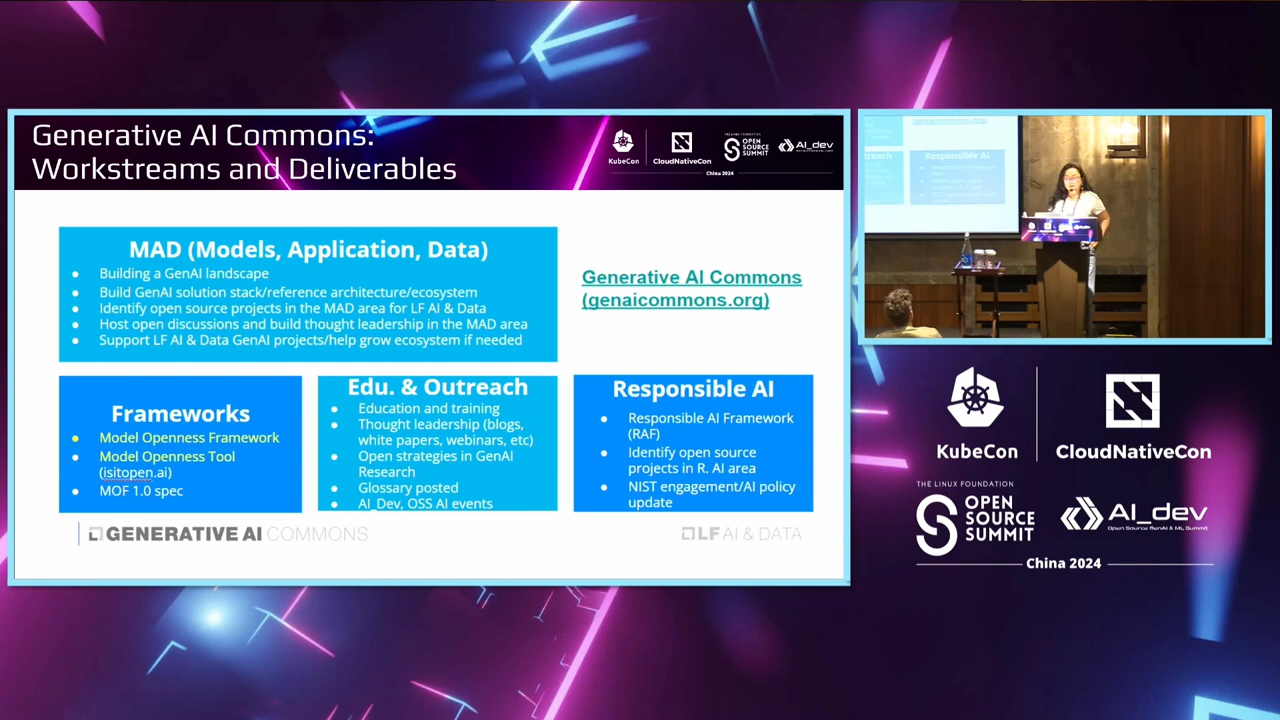 Generative AI Commons:
Workstreams and Deliverables
KubeCon
CloudNativeCon
THE LINUX FOUNDATION
OPEN
SOURCE
SUMMIT
AI_dev
China 2024
MAD (Models, Application, Data)
● Building a GenAI landscape
● Build GenAI solution stack/reference architecture/ecosystem
● Identify open source projects in the MAD area for LF AI & Data
● Host open discussions and build thought leadership in the MAD area
● Support LF AI & Data GenAI projects/help grow ecosystem if needed
Generative AI Commons
(genaicommons.org)
Frameworks
● Model Openness Framework
● Model Openness Tool
(isitopen.ai)
● MOF 1.0 spec
Edu. & Outreach
● Education and training
● Thought leadership (blogs,
white papers, webinars, etc)
● Open strategies in GenAI
Research
● Glossary posted
● AI_Dev, OSS AI events
Responsible AI
● Responsible AI Framework
(RAF)
● Identify open source
projects in R. AI area
● NIST engagement/AI policy
update
GENERATIVE AI COMMONS
LF AI & DATA
(genaicommons.org)
Responsible AI
KubeCon
CloudNativeCon
THE LINUX FOUNDATION
OPEN
SOURCE
SUMMIT
AI_dev
Open Source GenAI & ML Summit
China 2024